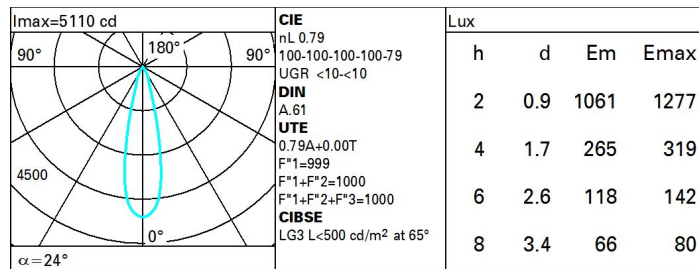 Imax=5110 cd
90°
180°
90°
4500
0°
α=24°
CIE
nL 0.79
100-100-100-100-79
UGR <10-<10
DIN
A.61
UTE
0.79A+0.00T
F"1=999
F"1+F"2=1000
F"1+F"2+F"3=1000
CIBSE
LG3 L<500 cd/m² at 65°
Lux
h d Em Emax
2 0.9 1061 1277
4 1.7 265 319
6 2.6 118 142
8 3.4 66 80